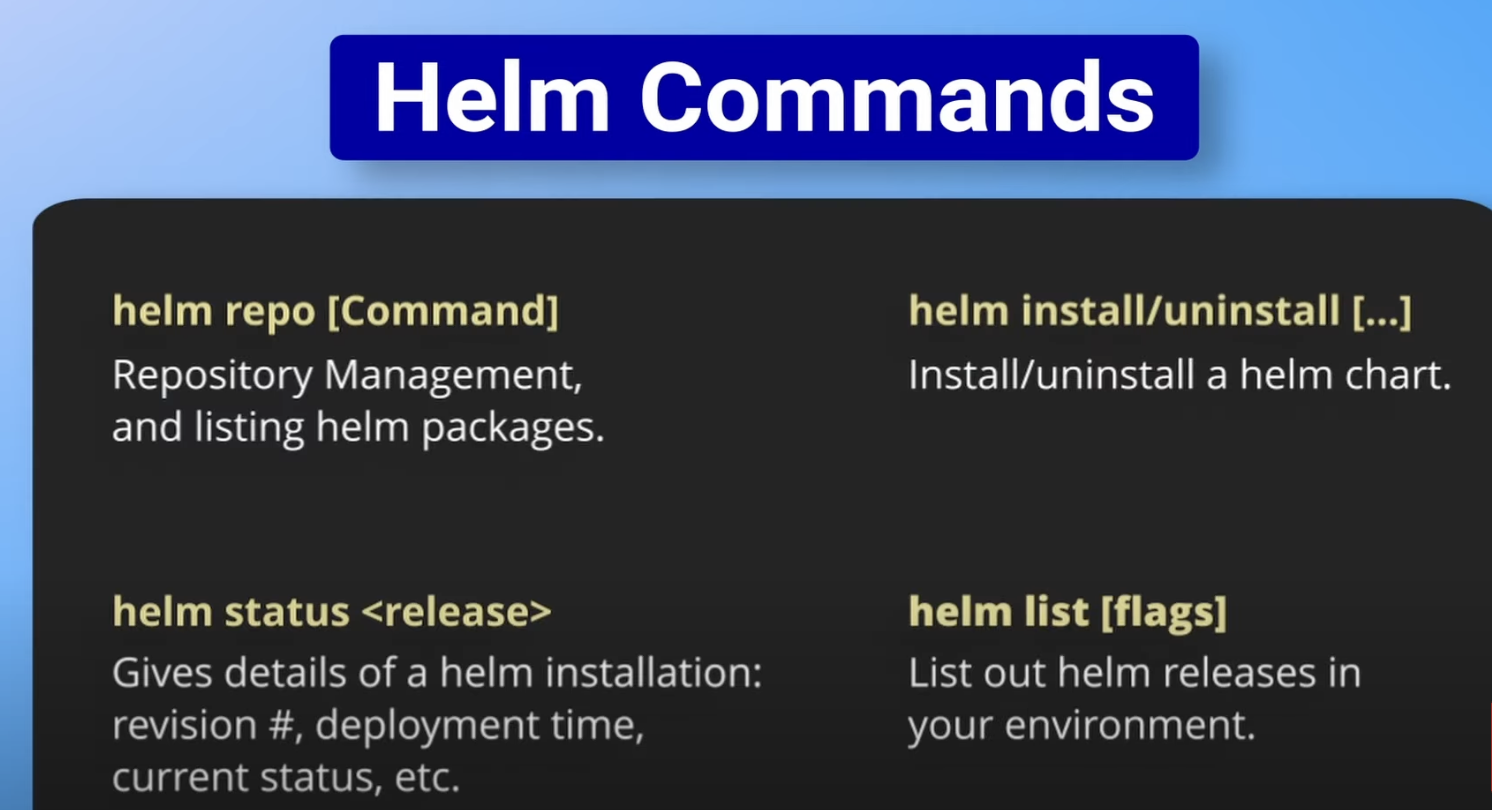 Helm Commands
helm repo [Command]
Repository Management,
and listing helm packages.
helm install/uninstall [...]
Install/uninstall a helm chart.
helm status <release>
Gives details of a helm installation:
revision #, deployment time,
current status, etc.
helm list [flags]
List out helm releases in
your environment.